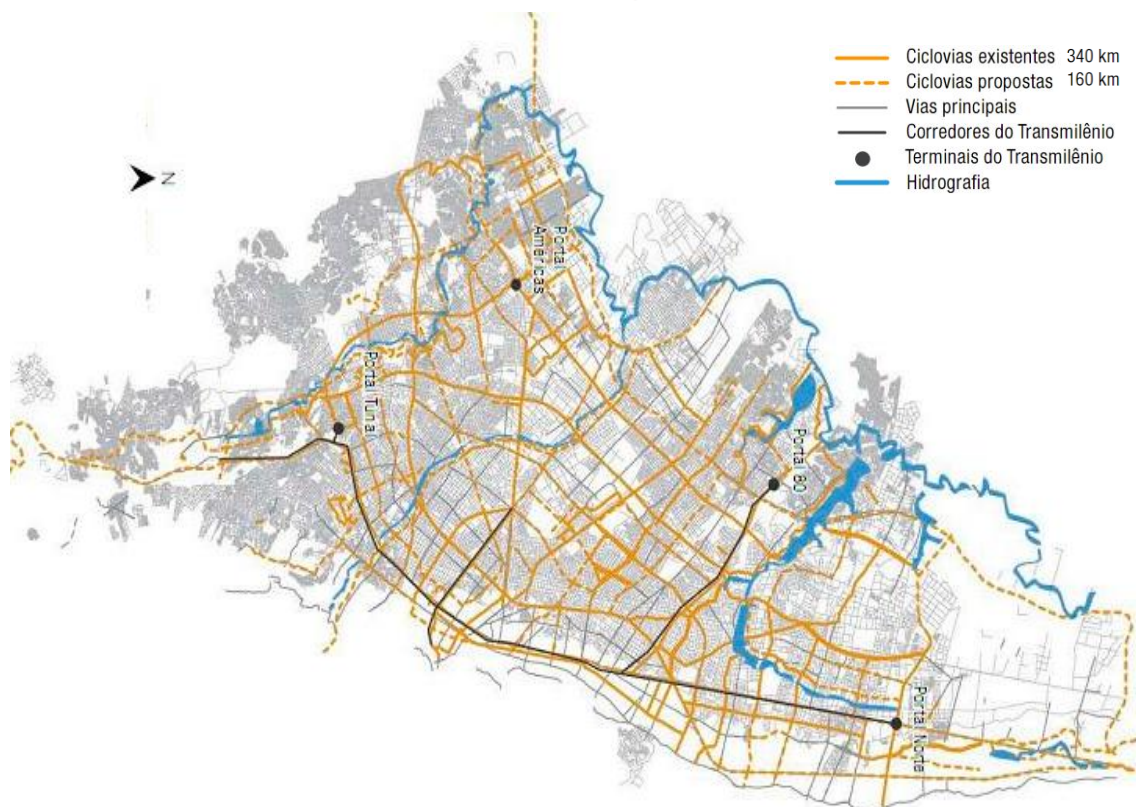 Ciclovias existentes 340 km
Ciclovias propostas 160 km
Vias principais
Corredores do Transmilênio
Terminais do Transmilênio
Hidrografia
N
Portal
Américas
Portal Tunal
Portal 80
Portal Norte